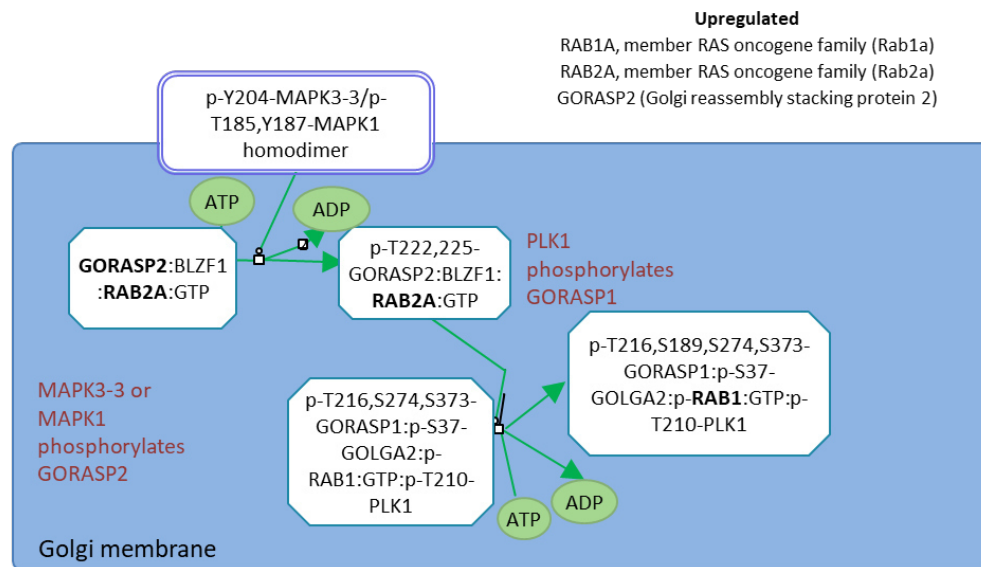 Upregulated
RAB1A, member RAS oncogene family (Rab1a)
RAB2A, member RAS oncogene family (Rab2a)
GORASP2 (Golgi reassembly stacking protein 2)
p-Y204-MAPK3-3/p-
T185,Y187-MAPK1
homodimer
ATP
ADP
GORASP2:BLZF1
:RAB2A:GTP
p-T222,225-
GORASP2:BLZF1:
RAB2A:GTP
PLK1
phosphorylates
GORASP1
MAPK3-3 or
MAPK1
phosphorylates
GORASP2
p-T216,S274,S373-
GORASP1:p-S37-
GOLGA2:p-
RAB1:GTP:p-T210-
PLK1
p-T216,S189,S274,S373-
GORASP1:p-S37-
GOLGA2:p-RAB1:GTP:p-
T210-PLK1
ATP
ADP
Golgi membrane